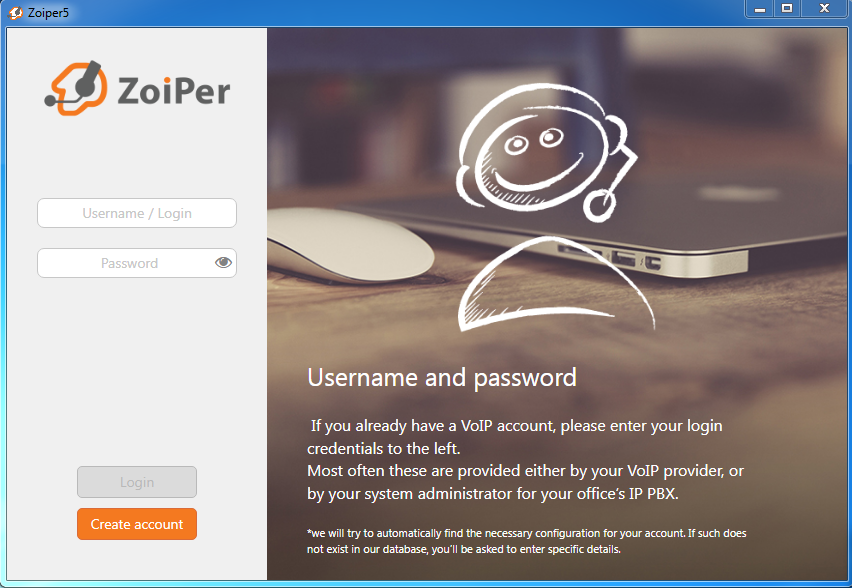 Zoiper5
ZoiPer
Username / Login
Password
Login
Create account
Username and password
If you already have a VoIP account, please enter your login
credentials to the left.
Most often these are provided either by your VoIP provider, or
by your system administrator for your office's IP PBX.
*we will try to automatically find the necessary configuration for your account. If such does
not exist in our database, you'll be asked to enter specific details.